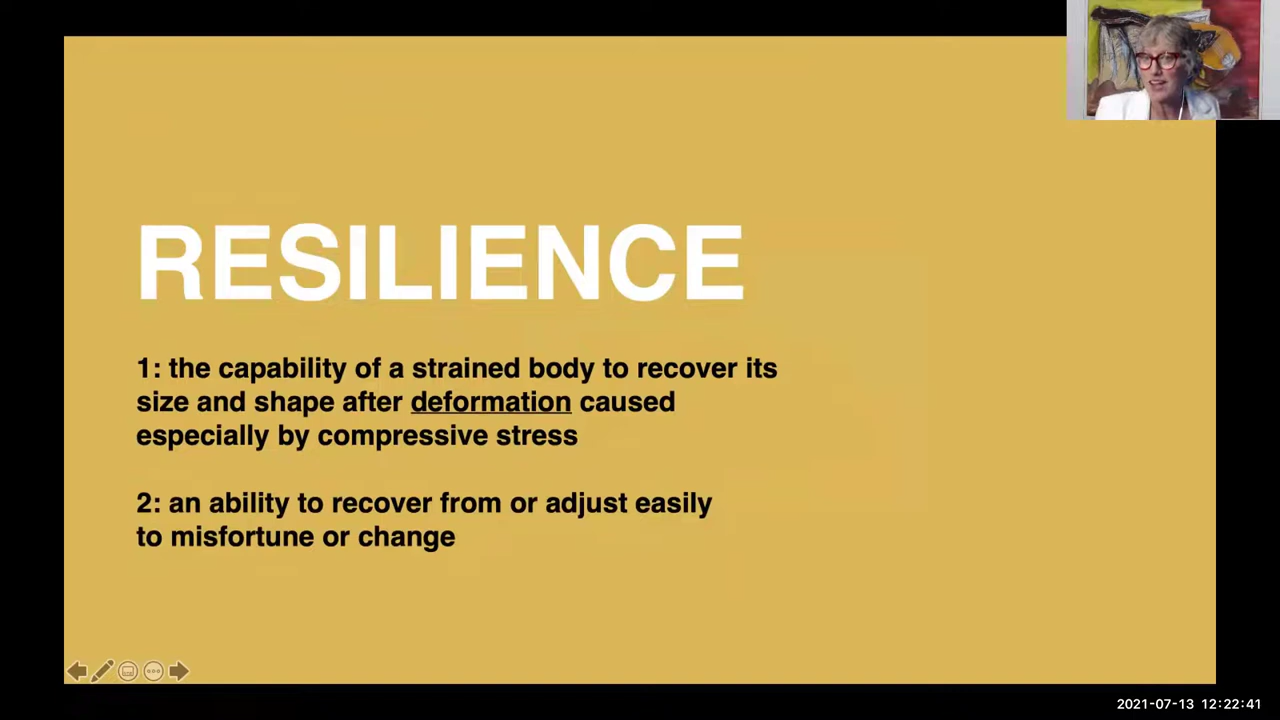 RESILIENCE
1: the capability of a strained body to recover its
size and shape after deformation caused
especially by compressive stress
2: an ability to recover from or adjust easily
to misfortune or change
2021-07-13 12:22:41